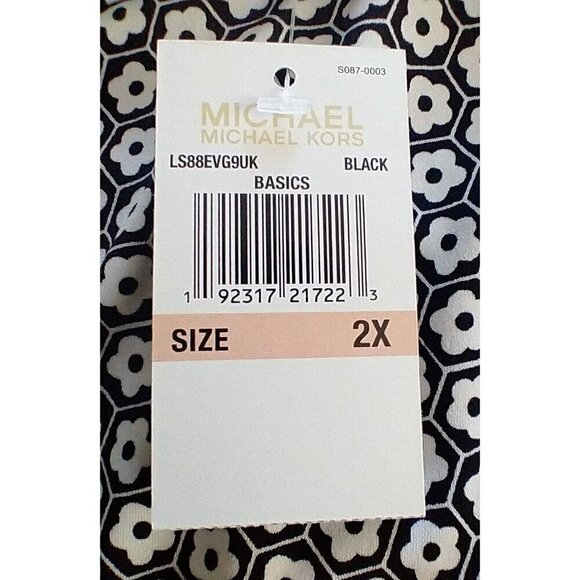 S087-0003
MICHAEL
MICHAEL KORS
LS88EVG9UK BLACK
BASICS
1 92317 21722 3
SIZE 2X